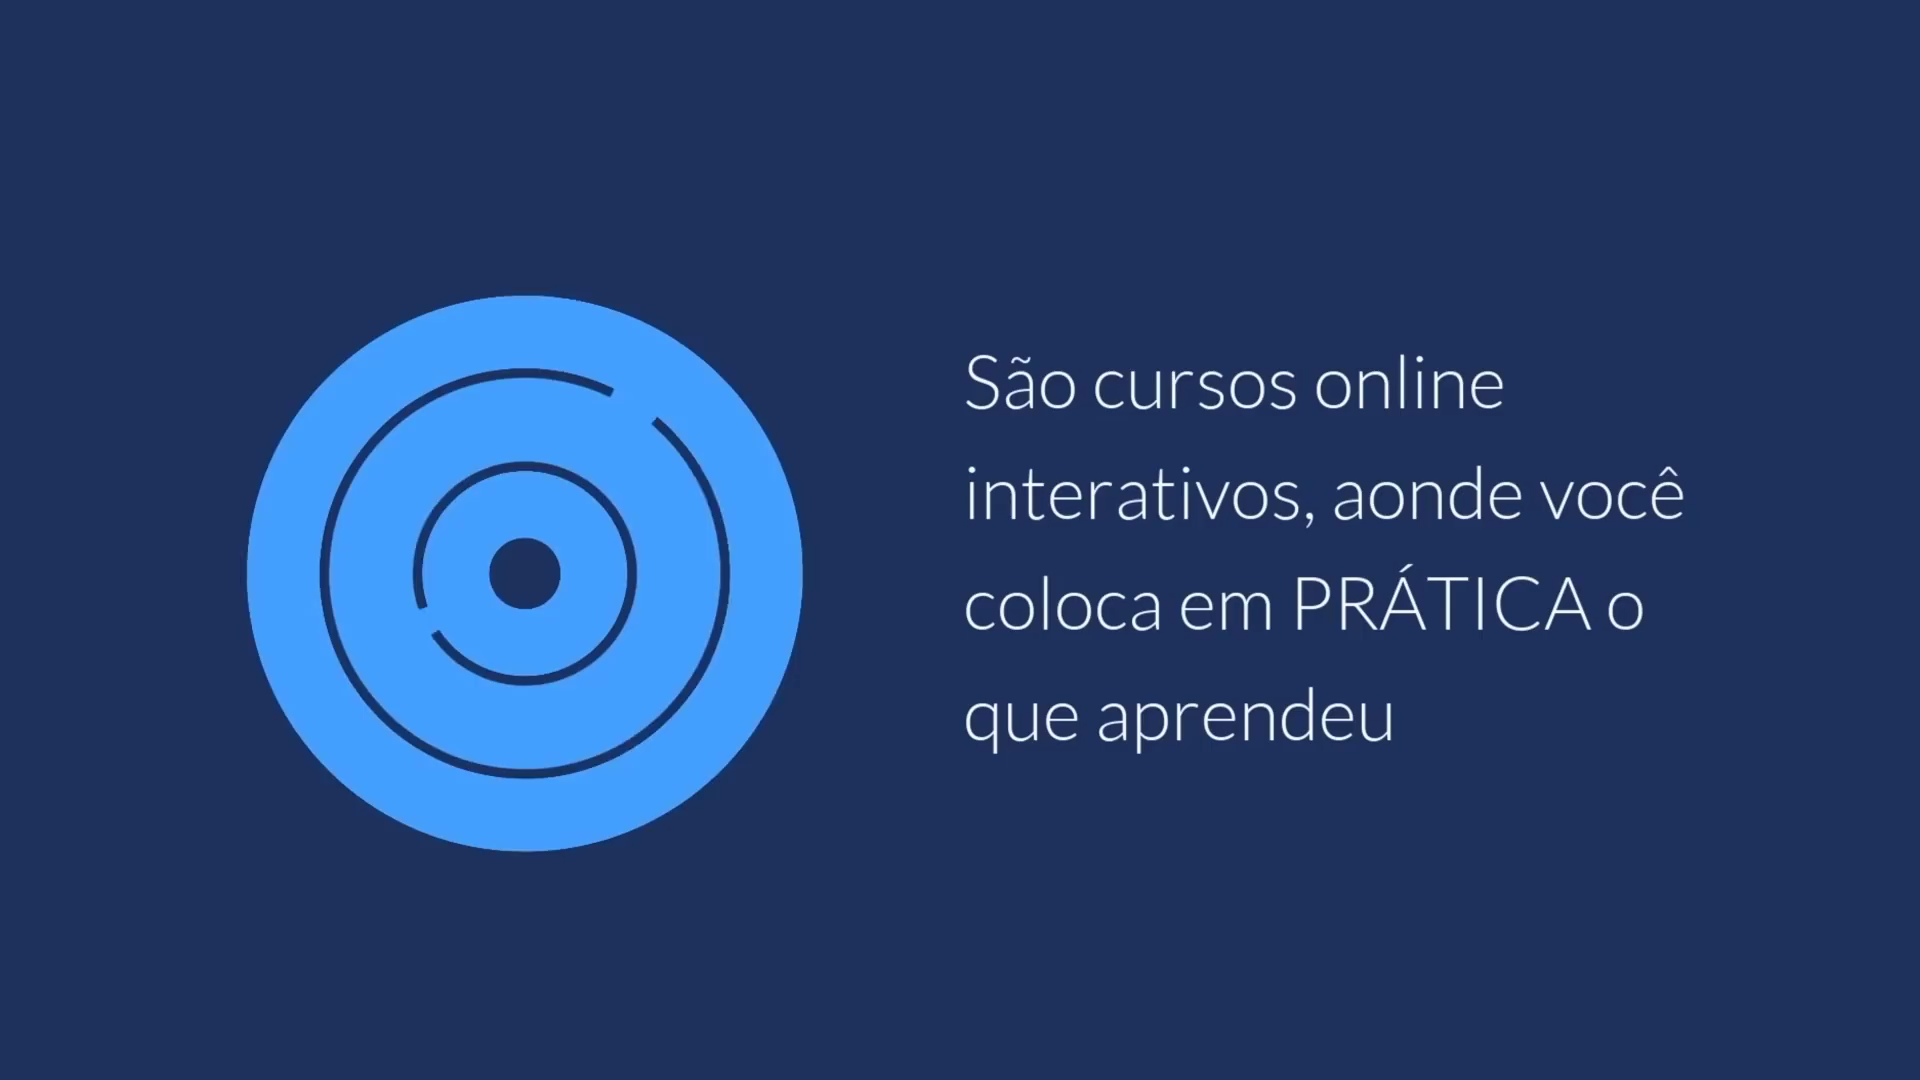 São cursos online
interativos, aonde você
coloca em PRÁTICA o
que aprendeu